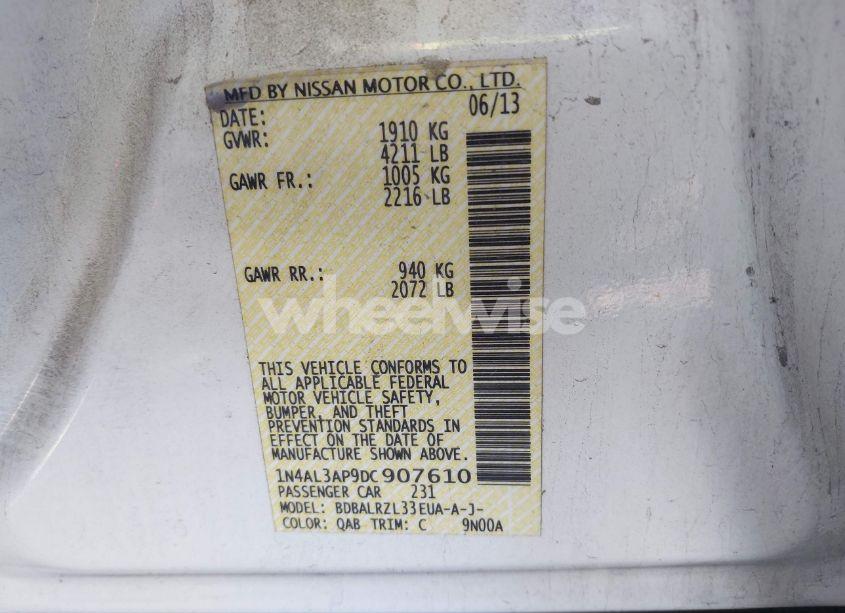 MFD BY NISSAN MOTOR CO., LTD.
DATE: 06/13
GVWR: 1910 KG
4211 LB
GAWR FR.: 1005 KG
2216 LB
GAWR RR.: 940 KG
2072 LB
wheelwise
THIS VEHICLE CONFORMS TO
ALL APPLICABLE FEDERAL
MOTOR VEHICLE SAFETY,
BUMPER, AND THEFT
PREVENTION STANDARDS IN
EFFECT ON THE DATE OF
MANUFACTURE SHOWN ABOVE.
1N4AL3AP9DC907610
PASSENGER CAR 231
MODEL: BDBALRZL33EUA-A-J-
COLOR: QAB TRIM: C 9N00A